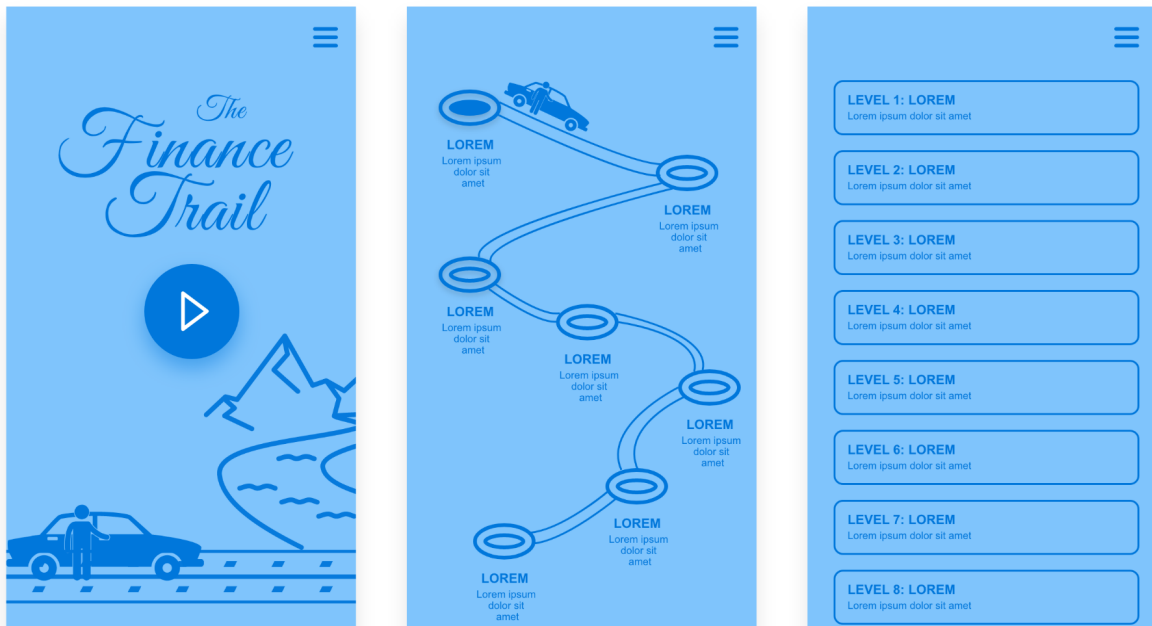 The
Finance
Trail
LOREM
Lorem ipsum
dolor sit
amet
LOREM
Lorem ipsum
dolor sit
amet
LOREM
Lorem ipsum
dolor sit
amet
LOREM
Lorem ipsum
dolor sit
amet
LOREM
Lorem ipsum
dolor sit
amet
LOREM
Lorem ipsum
dolor sit
amet
LOREM
Lorem ipsum
dolor sit
amet
LEVEL 1: LOREM
Lorem ipsum dolor sit amet
LEVEL 2: LOREM
Lorem ipsum dolor sit amet
LEVEL 3: LOREM
Lorem ipsum dolor sit amet
LEVEL 4: LOREM
Lorem ipsum dolor sit amet
LEVEL 5: LOREM
Lorem ipsum dolor sit amet
LEVEL 6: LOREM
Lorem ipsum dolor sit amet
LEVEL 7: LOREM
Lorem ipsum dolor sit amet
LEVEL 8: LOREM
Lorem ipsum dolor sit amet